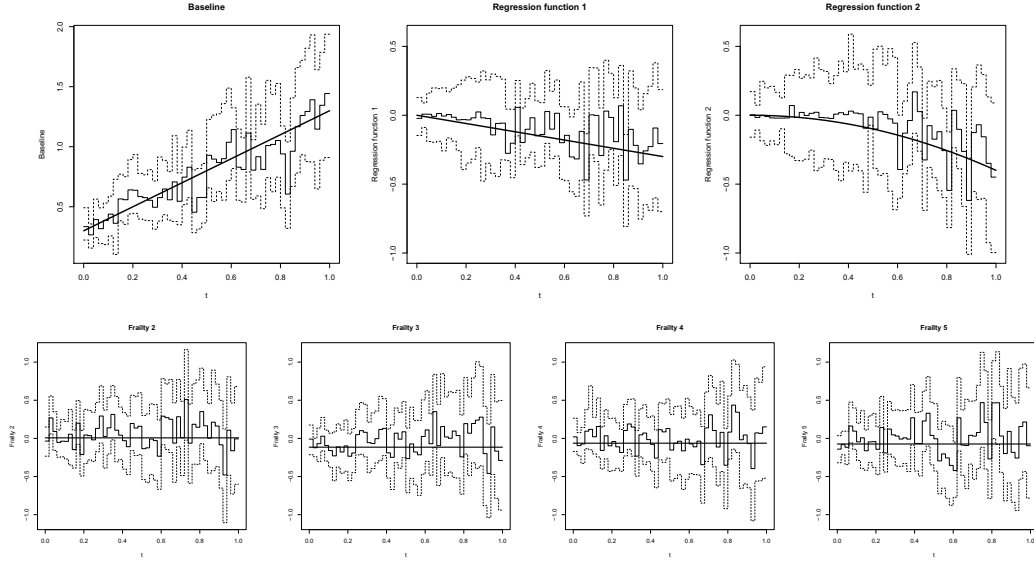 Baseline
Regression function 1
Regression function 2
Baseline
2.0
1.5
1.0
0.5
0.0 0.2 0.4 0.6 0.8 1.0
t
Regression function 1
0.5
0.0
−0.5
−1.0
0.0 0.2 0.4 0.6 0.8 1.0
t
Regression function 2
0.5
0.0
−0.5
−1.0
0.0 0.2 0.4 0.6 0.8 1.0
t
Frailty 2
Frailty 3
Frailty 4
Frailty 5
Frailty 2
1.0
0.5
0.0
−0.5
−1.0
0.0 0.2 0.4 0.6 0.8 1.0
t
Frailty 3
1.0
0.5
0.0
−0.5
−1.0
0.0 0.2 0.4 0.6 0.8 1.0
t
Frailty 4
1.0
0.5
0.0
−0.5
−1.0
0.0 0.2 0.4 0.6 0.8 1.0
t
Frailty 5
1.0
0.5
0.0
−0.5
−1.0
0.0 0.2 0.4 0.6 0.8 1.0
t